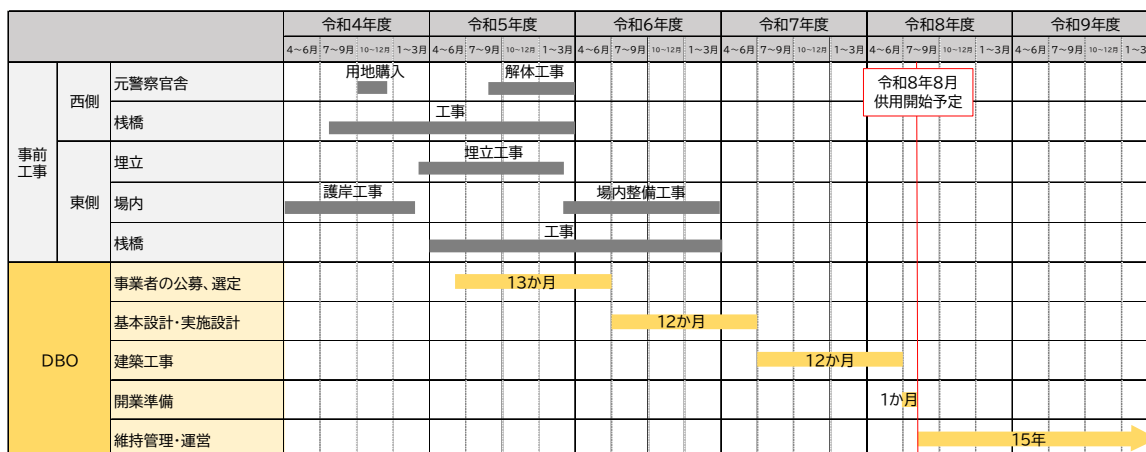 令和4年度 令和5年度 令和6年度 令和7年度 令和8年度 令和9年度
4～6月 7～9月 10～12月 1～3月 4～6月 7～9月 10～12月 1～3月 4～6月 7～9月 10～12月 1～3月 4～6月 7～9月 10～12月 1～3月 4～6月 7～9月 10～12月 1～3月 4～6月 7～9月 10～12月 1～3
事前
工事
西側
元警察官舎 用地購入 解体工事
桟橋 工事
東側
埋立 埋立工事
場内 護岸工事 場内整備工事
桟橋 工事
令和8年8月
供用開始予定
DBO
事業者の公募、選定 13か月
基本設計・実施設計 12か月
建築工事 12か月
開業準備 1か月
維持管理・運営 15年